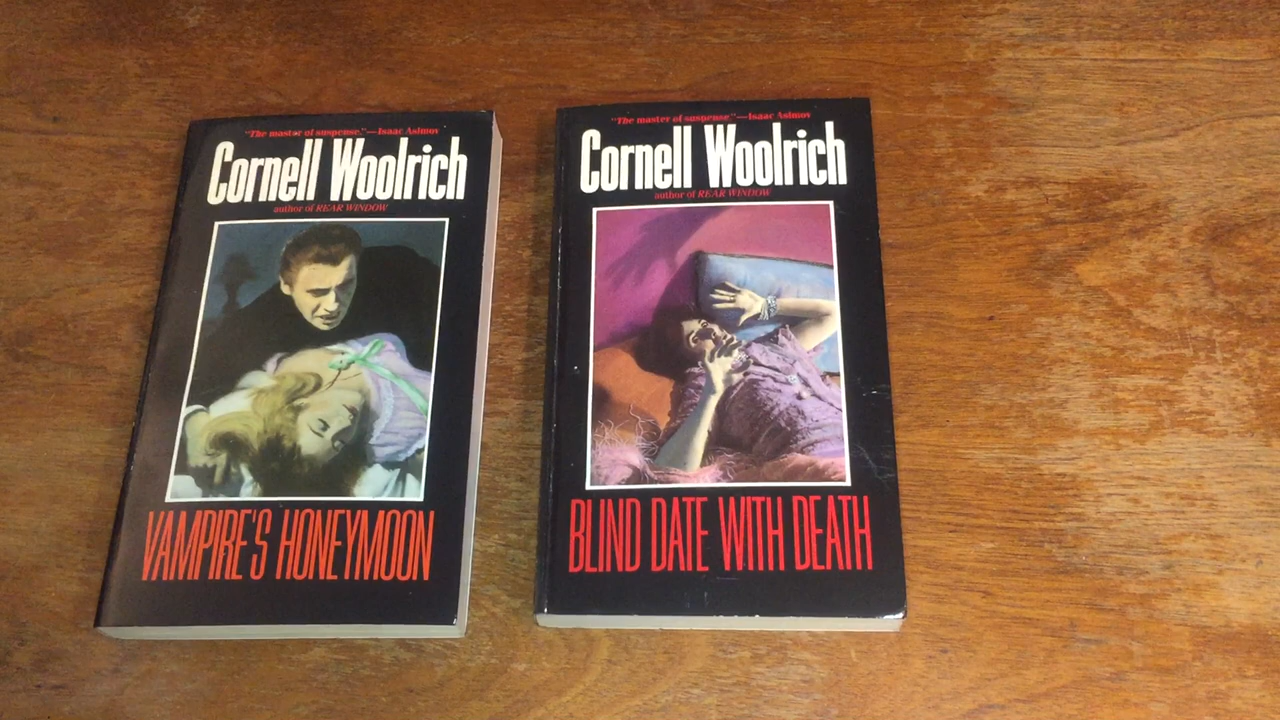 "The master of suspense."—Isaac Asimov
Cornell Woolrich
author of REAR WINDOW
VAMPIRE'S HONEYMOON
"The master of suspense."—Isaac Asimov
Cornell Woolrich
author of REAR WINDOW
BLIND DATE WITH DEATH